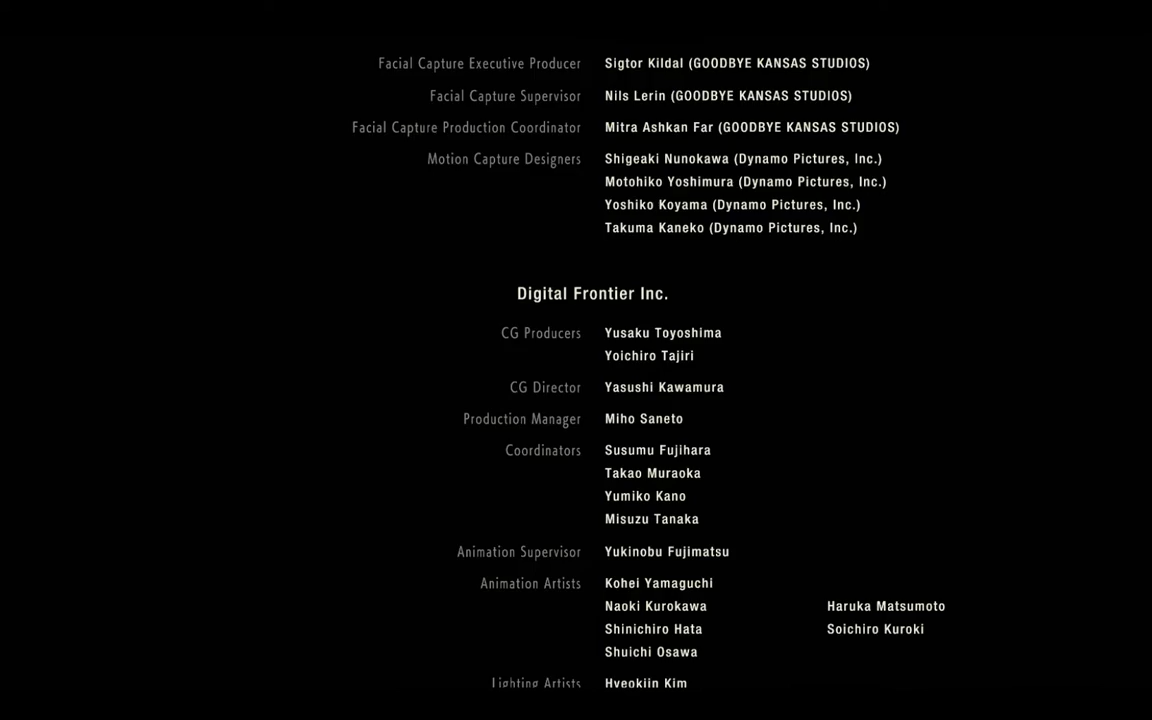 Facial Capture Executive Producer Sigtor Kildal (GOODBYE KANSAS STUDIOS)
Facial Capture Supervisor Nils Lerin (GOODBYE KANSAS STUDIOS)
Facial Capture Production Coordinator Mitra Ashkan Far (GOODBYE KANSAS STUDIOS)
Motion Capture Designers Shigeaki Nunokawa (Dynamo Pictures, Inc.)
Motohiko Yoshimura (Dynamo Pictures, Inc.)
Yoshiko Koyama (Dynamo Pictures, Inc.)
Takuma Kaneko (Dynamo Pictures, Inc.)
Digital Frontier Inc.
CG Producers Yusaku Toyoshima
Yoichiro Tajiri
CG Director Yasushi Kawamura
Production Manager Miho Saneto
Coordinators Susumu Fujihara
Takao Muraoka
Yumiko Kano
Misuzu Tanaka
Animation Supervisor Yukinobu Fujimatsu
Animation Artists Kohei Yamaguchi
Naoki Kurokawa Haruka Matsumoto
Shinichiro Hata Soichiro Kuroki
Shuichi Osawa
Lighting Artists Hyeokjin Kim